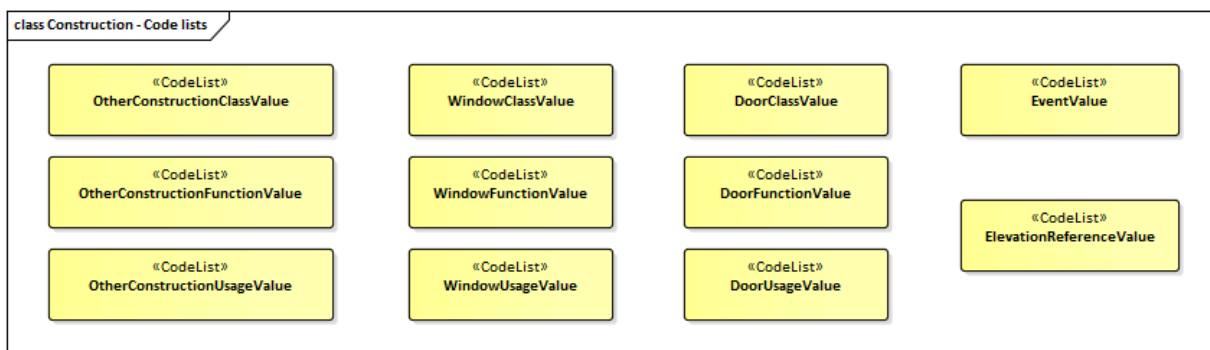 class Construction - Code lists
«CodeList»
OtherConstructionClassValue
«CodeList»
WindowClassValue
«CodeList»
DoorClassValue
«CodeList»
EventValue
«CodeList»
OtherConstructionFunctionValue
«CodeList»
WindowFunctionValue
«CodeList»
DoorFunctionValue
«CodeList»
ElevationReferenceValue
«CodeList»
OtherConstructionUsageValue
«CodeList»
WindowUsageValue
«CodeList»
DoorUsageValue